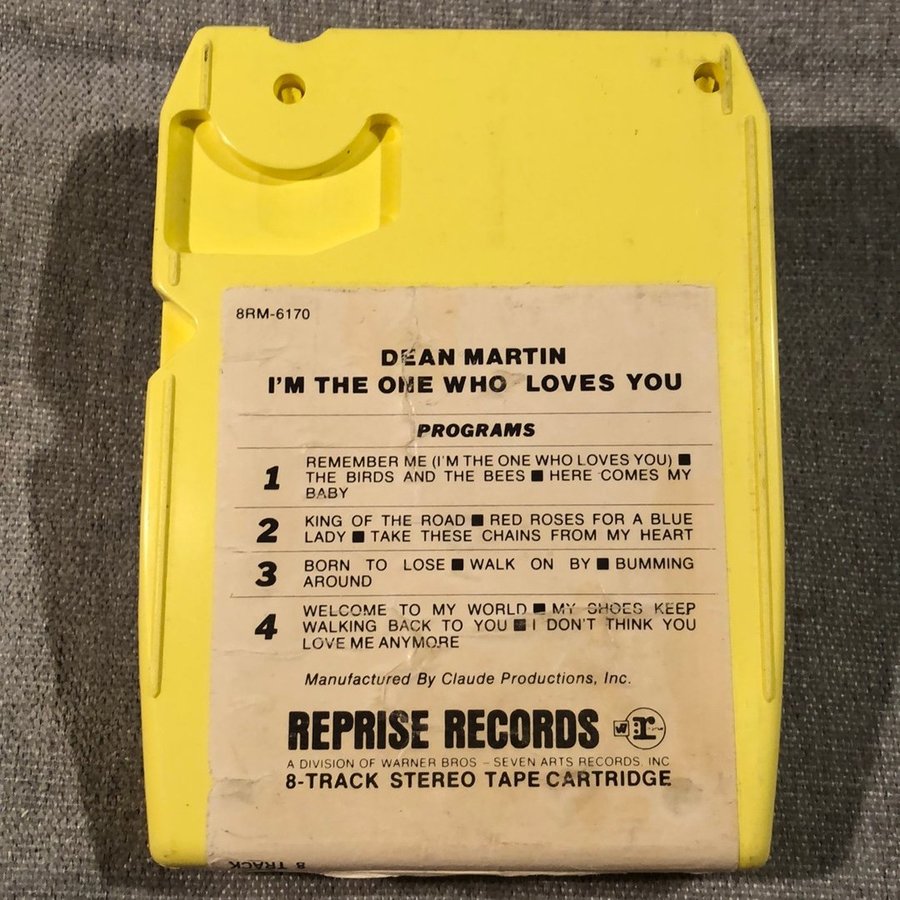 8RM-6170
DEAN MARTIN
I'M THE ONE WHO LOVES YOU
PROGRAMS
1 REMEMBER ME (I'M THE ONE WHO LOVES YOU) ■
THE BIRDS AND THE BEES ■ HERE COMES MY
BABY
2 KING OF THE ROAD ■ RED ROSES FOR A BLUE
LADY ■ TAKE THESE CHAINS FROM MY HEART
3 BORN TO LOSE ■ WALK ON BY ■ BUMMING
AROUND
4 WELCOME TO MY WORLD ■ MY SHOES KEEP
WALKING BACK TO YOU ■ I DON'T THINK YOU
LOVE ME ANYMORE
Manufactured By Claude Productions, Inc.
REPRISE RECORDS W r
A DIVISION OF WARNER BROS - SEVEN ARTS RECORDS, INC
8-TRACK STEREO TAPE CARTRIDGE
8 TRACK